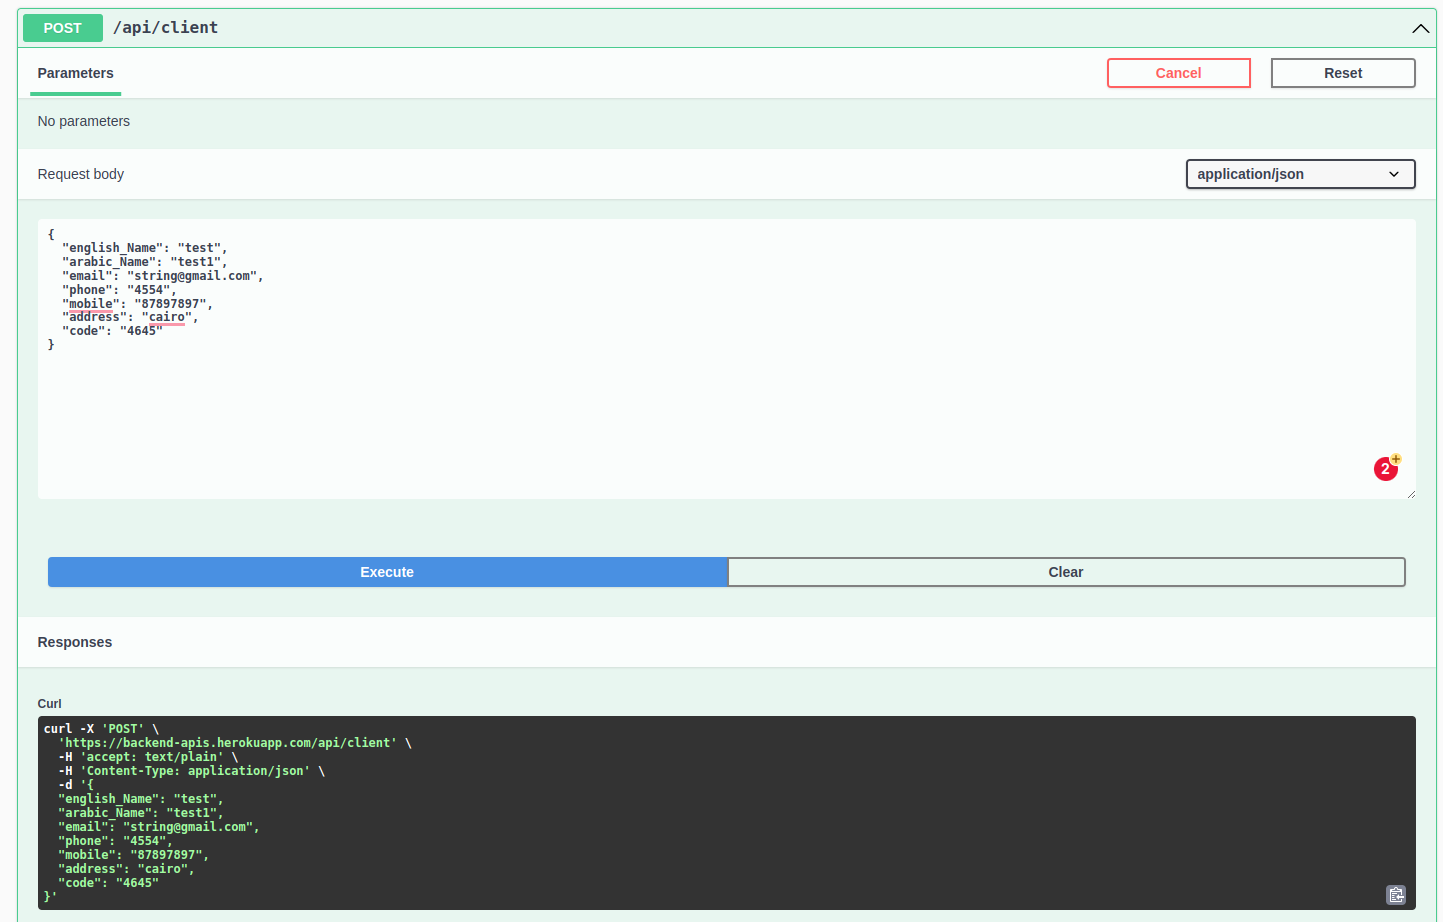 POST /api/client
Parameters Cancel Reset
No parameters
Request body application/json
{
  "english_Name": "test",
  "arabic_Name": "test1",
  "email": "string@gmail.com",
  "phone": "4554",
  "mobile": "87897897",
  "address": "cairo",
  "code": "4645"
}
2+
Execute Clear
Responses
Curl
curl -X 'POST' \
  'https://backend-apis.herokuapp.com/api/client' \
  -H 'accept: text/plain' \
  -H 'Content-Type: application/json' \
  -d '{
  "english_Name": "test",
  "arabic_Name": "test1",
  "email": "string@gmail.com",
  "phone": "4554",
  "mobile": "87897897",
  "address": "cairo",
  "code": "4645"
}'